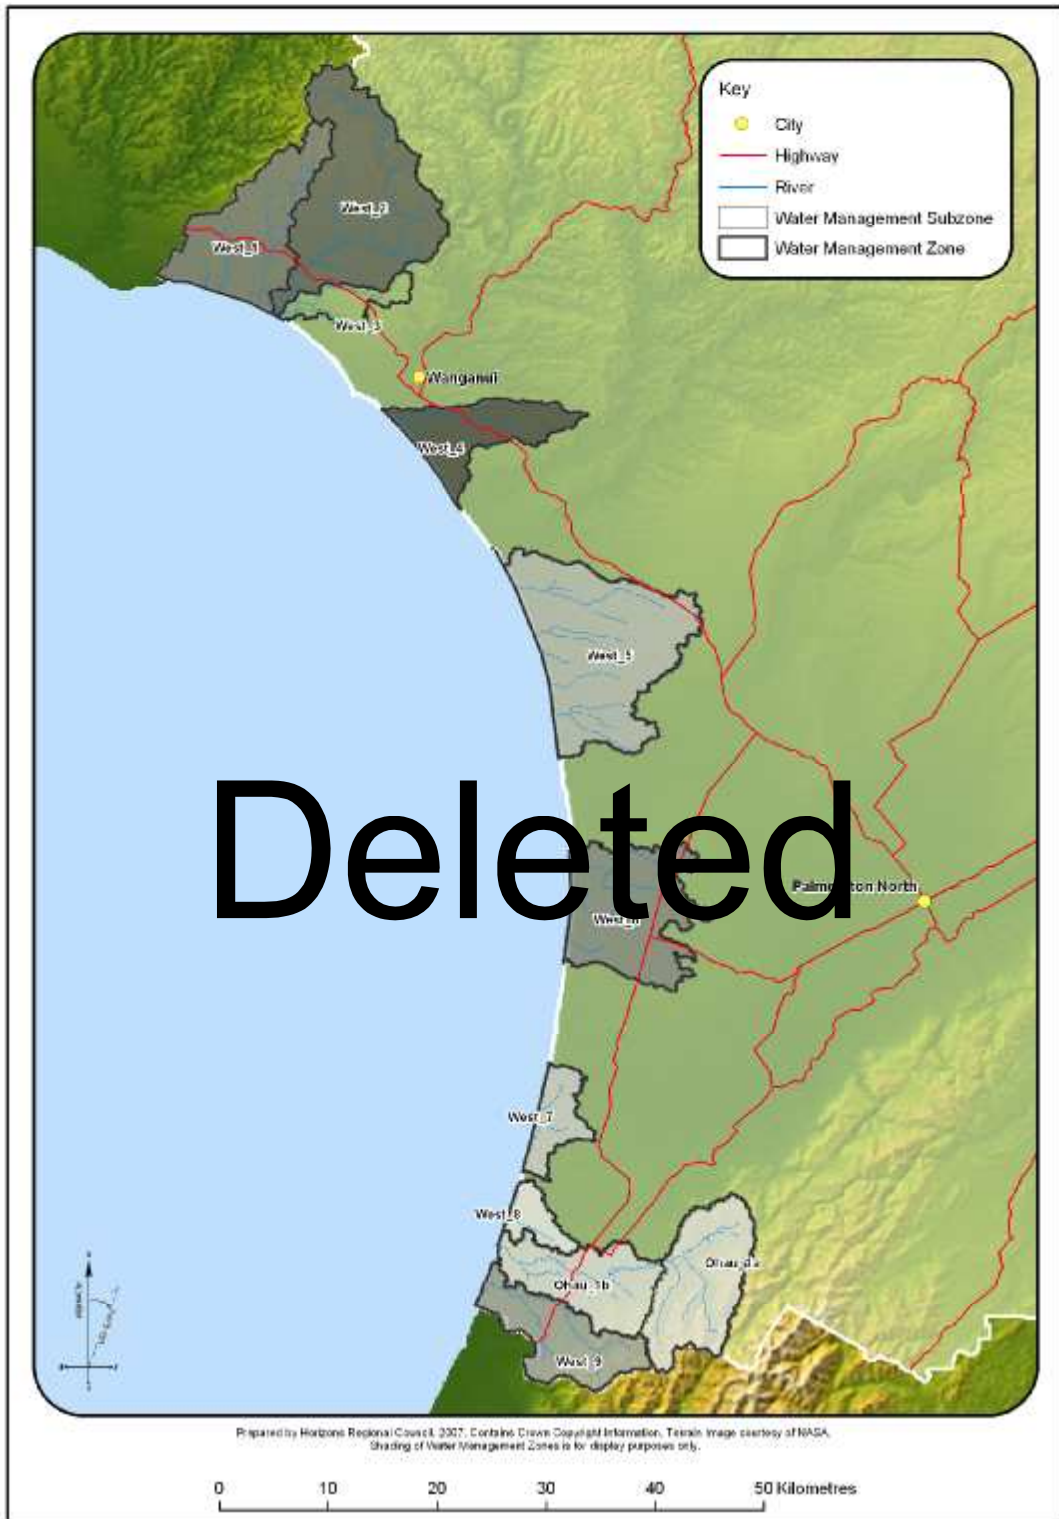 Key
City
Highway
River
Water Management Subzone
Water Management Zone
West_2
West_1
West_3
Wanganui
West_4
West_5
Deleted
Palmerston North
West_6
West_7
West_8
Ohau_1a
Ohau_1b
West_9
Prepared by Horizons Regional Council, 2007. Contains Crown Copyright Information. Terrain Image courtesy of NASA.
Shading of Water Management Zones is for display purposes only.
0 10 20 30 40 50 Kilometres